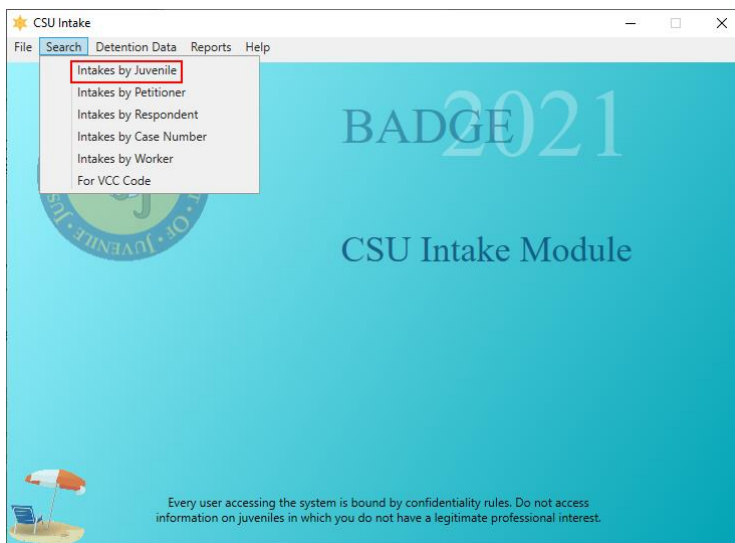 CSU Intake
File Search Detention Data Reports Help
Intakes by Juvenile
Intakes by Petitioner
Intakes by Respondent
Intakes by Case Number
Intakes by Worker
For VCC Code
BADGE 2021
OF JUVENILE JUS
CSU Intake Module
Every user accessing the system is bound by confidentiality rules. Do not access
information on juveniles in which you do not have a legitimate professional interest.